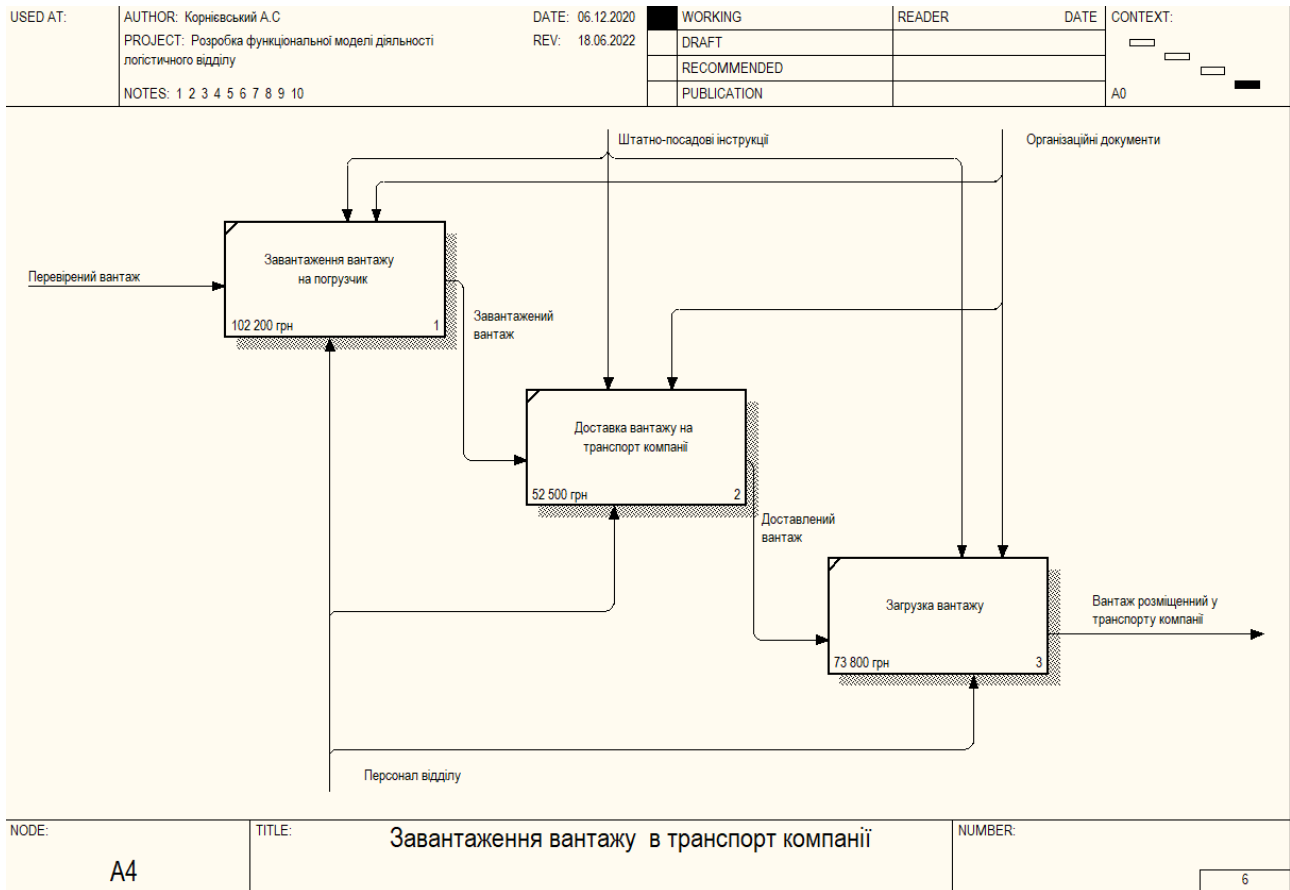 USED AT:
AUTHOR: Корнієвський А.С
DATE: 06.12.2020
PROJECT: Розробка функціональної моделі діяльності
логістичного відділу
REV: 18.06.2022
NOTES: 1 2 3 4 5 6 7 8 9 10
WORKING
DRAFT
RECOMMENDED
PUBLICATION
READER
DATE
CONTEXT:
A0
Штатно-посадові інструкції
Організаційні документи
Перевірений вантаж
Завантаження вантажу
на погрузчик
102 200 грн
1
Завантажений
вантаж
Доставка вантажу на
транспорт компанії
52 500 грн
2
Доставлений
вантаж
Загрузка вантажу
73 800 грн
3
Вантаж розміщенний у
транспорту компанії
Персонал відділу
NODE:
A4
TITLE:
Завантаження вантажу в транспорт компанії
NUMBER:
6